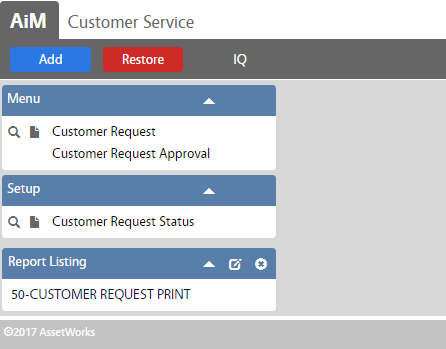 AiM Customer Service
Add Restore IQ
Menu
Customer Request
Customer Request Approval
Setup
Customer Request Status
Report Listing
50-CUSTOMER REQUEST PRINT
©2017 AssetWorks